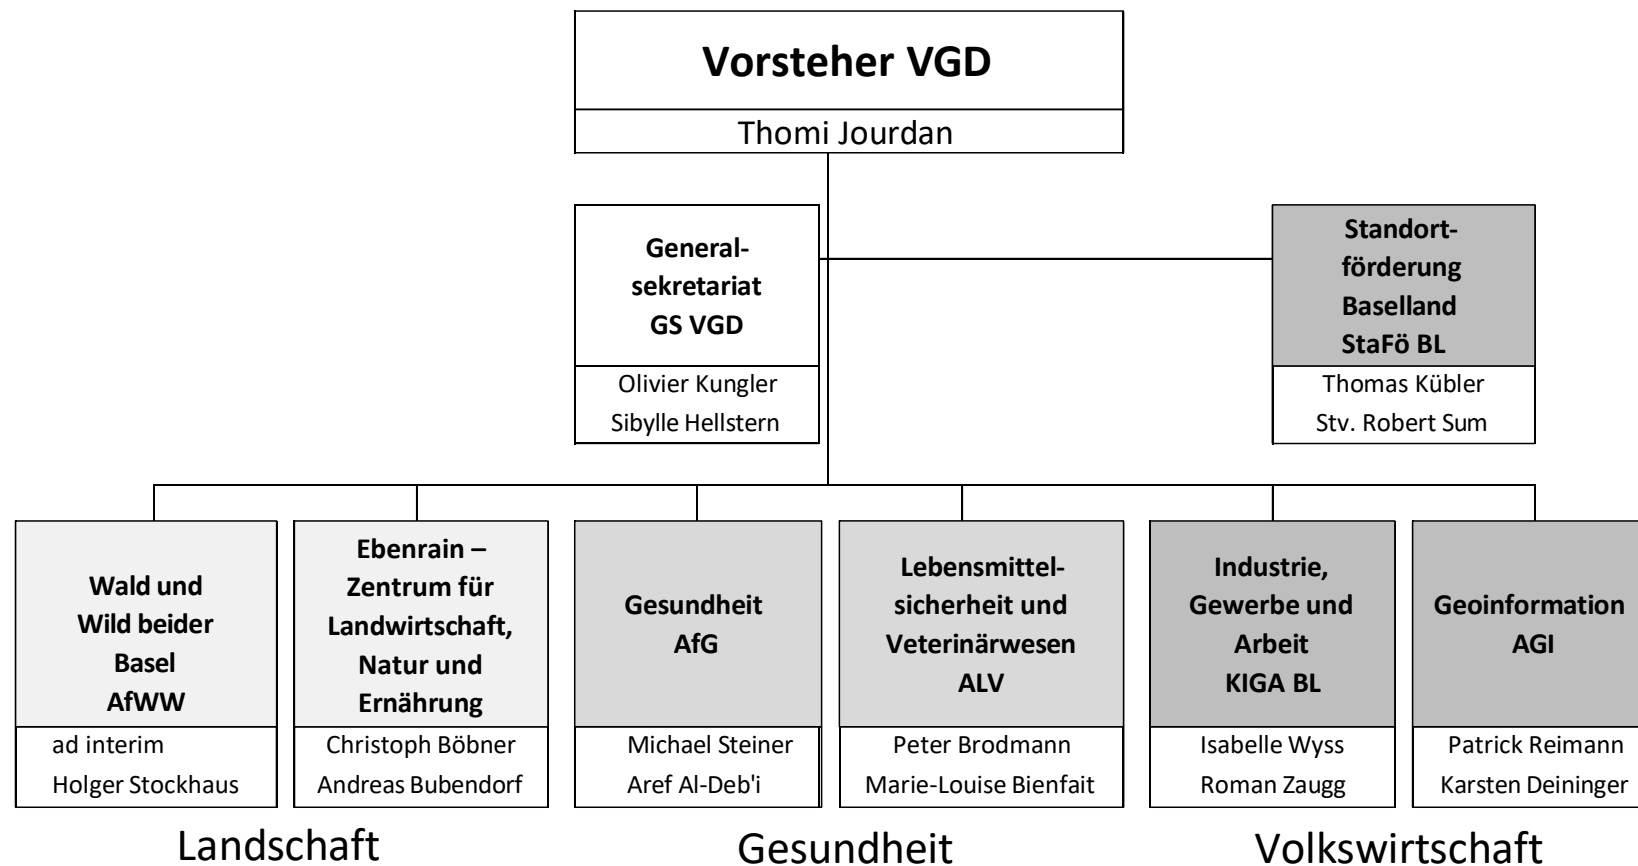 Vorsteher VGD
Thomi Jourdan
General-
sekretariat
GS VGD
Olivier Kungler
Sibylle Hellstern
Standort-
förderung
Baselland
StaFö BL
Thomas Kübler
Stv. Robert Sum
Wald und
Wild beider
Basel
AfWW
ad interim
Holger Stockhaus
Ebenrain –
Zentrum für
Landwirtschaft,
Natur und
Ernährung
Christoph Böbner
Andreas Bubendorf
Gesundheit
AfG
Michael Steiner
Aref Al-Deb'i
Lebensmittel-
sicherheit und
Veterinärwesen
ALV
Peter Brodmann
Marie-Louise Bienfait
Industrie,
Gewerbe und
Arbeit
KIGA BL
Isabelle Wyss
Roman Zaugg
Geoinformation
AGI
Patrick Reimann
Karsten Deininger
Landschaft
Gesundheit
Volkswirtschaft